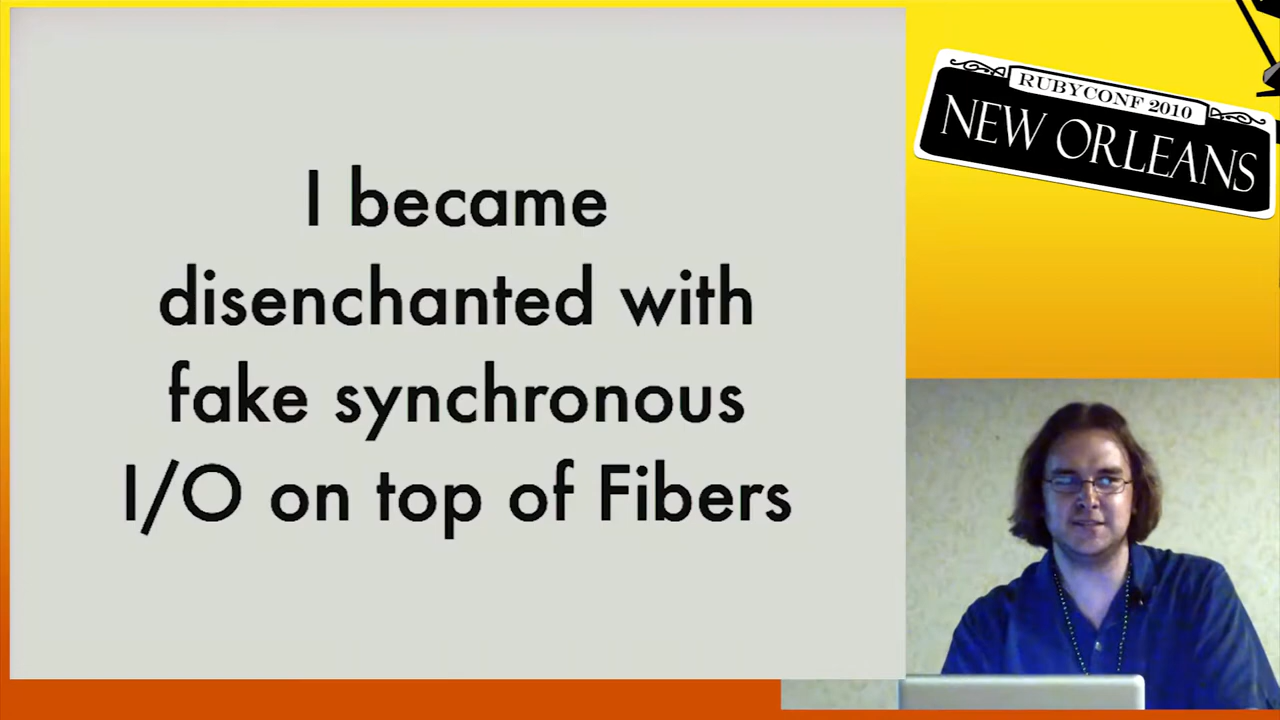 I became
disenchanted with
fake synchronous
I/O on top of Fibers
RUBYCONF 2010
NEW ORLEANS